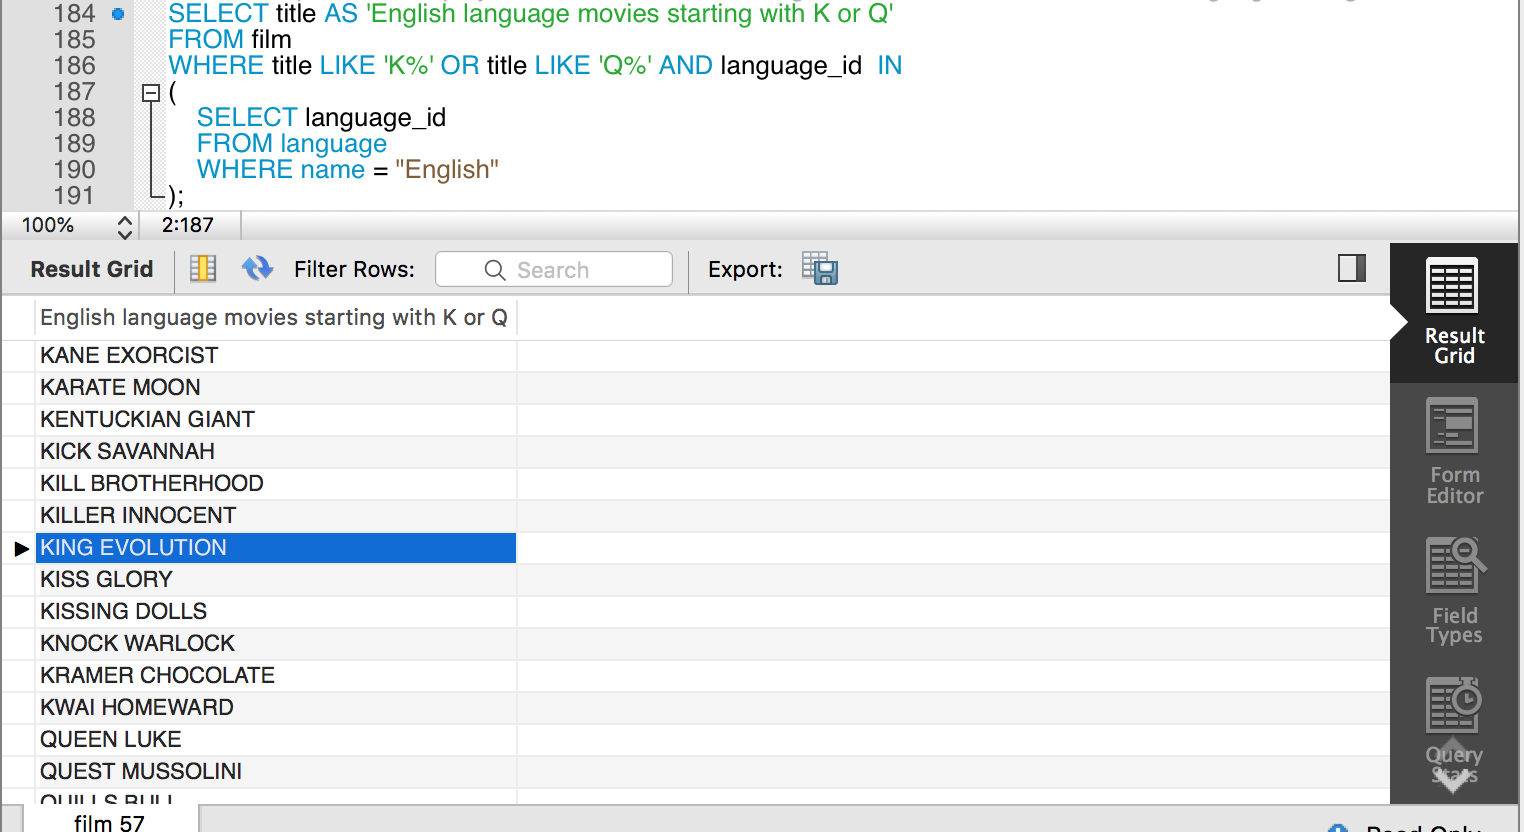 184 SELECT title AS 'English language movies starting with K or Q'
185 FROM film
186 WHERE title LIKE 'K%' OR title LIKE 'Q%' AND language_id IN
187 (
188 SELECT language_id
189 FROM language
190 WHERE name = "English"
191 );
100% 2:187
Result Grid Filter Rows: Search Export:
English language movies starting with K or Q
KANE EXORCIST
KARATE MOON
KENTUCKIAN GIANT
KICK SAVANNAH
KILL BROTHERHOOD
KILLER INNOCENT
KING EVOLUTION
KISS GLORY
KISSING DOLLS
KNOCK WARLOCK
KRAMER CHOCOLATE
KWAI HOMEWARD
QUEEN LUKE
QUEST MUSSOLINI
QUILLS BULL
Result
Grid
Form
Editor
Field
Types
Query
Stats
film 57
Read Only